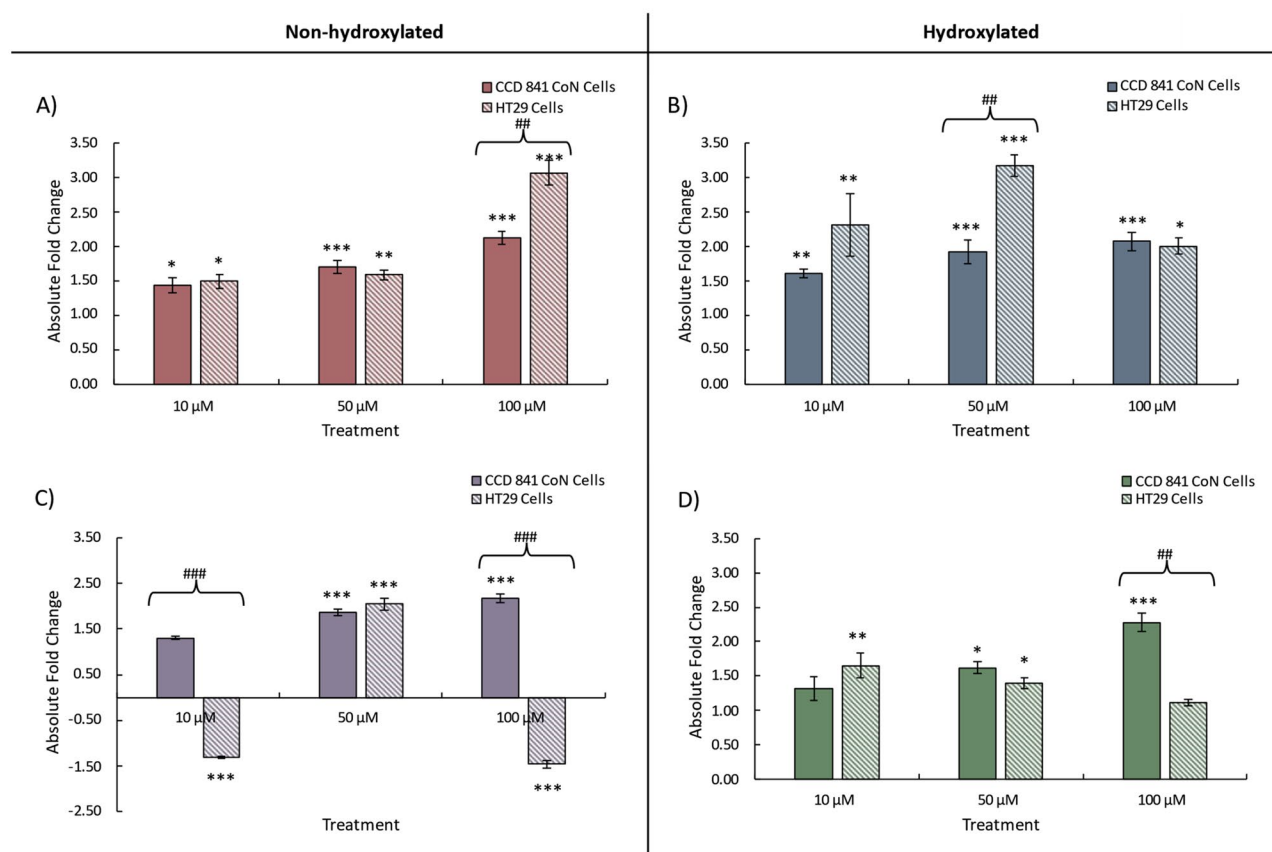 Non-hydroxylated
Hydroxylated
A)
CCD 841 CoN Cells
HT29 Cells
##
Absolute Fold Change
3.50
3.00
2.50
2.00
1.50
1.00
0.50
0.00
*
*
***
**
***
***
10 µM
50 µM
100 µM
Treatment
B)
CCD 841 CoN Cells
HT29 Cells
##
Absolute Fold Change
3.50
3.00
2.50
2.00
1.50
1.00
0.50
0.00
**
**
***
***
***
*
10 µM
50 µM
100 µM
Treatment
C)
CCD 841 CoN Cells
HT29 Cells
###
###
Absolute Fold Change
3.50
2.50
1.50
0.50
-0.50
-1.50
-2.50
***
***
***
***
***
10 µM
50 µM
100 µM
Treatment
D)
CCD 841 CoN Cells
HT29 Cells
##
Absolute Fold Change
3.50
3.00
2.50
2.00
1.50
1.00
0.50
0.00
**
*
*
***
10 µM
50 µM
100 µM
Treatment